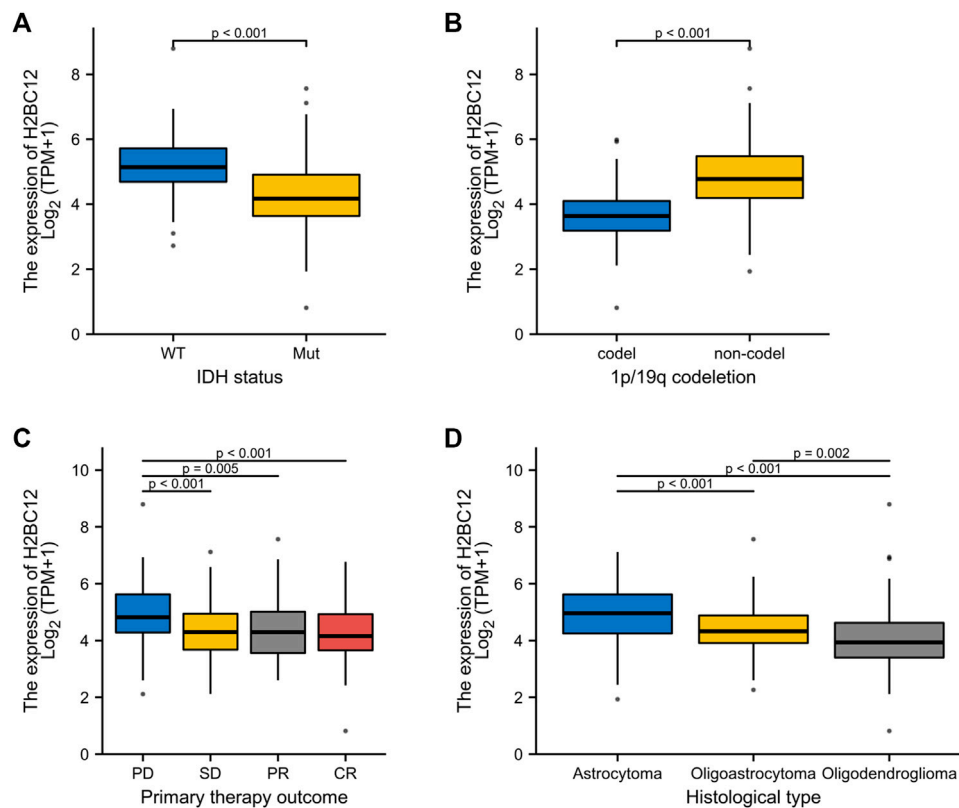 A
The expression of H2BC12
Log2 (TPM+1)
8
6
4
2
0
p < 0.001
WT Mut
IDH status
B
The expression of H2BC12
Log2 (TPM+1)
8
6
4
2
0
p < 0.001
codel non-codel
1p/19q codeletion
C
The expression of H2BC12
Log2 (TPM+1)
10
8
6
4
2
0
p < 0.001
p = 0.005
p < 0.001
PD SD PR CR
Primary therapy outcome
D
The expression of H2BC12
Log2 (TPM+1)
10
8
6
4
2
0
p = 0.002
p < 0.001
p < 0.001
Astrocytoma Oligoastrocytoma Oligodendroglioma
Histological type